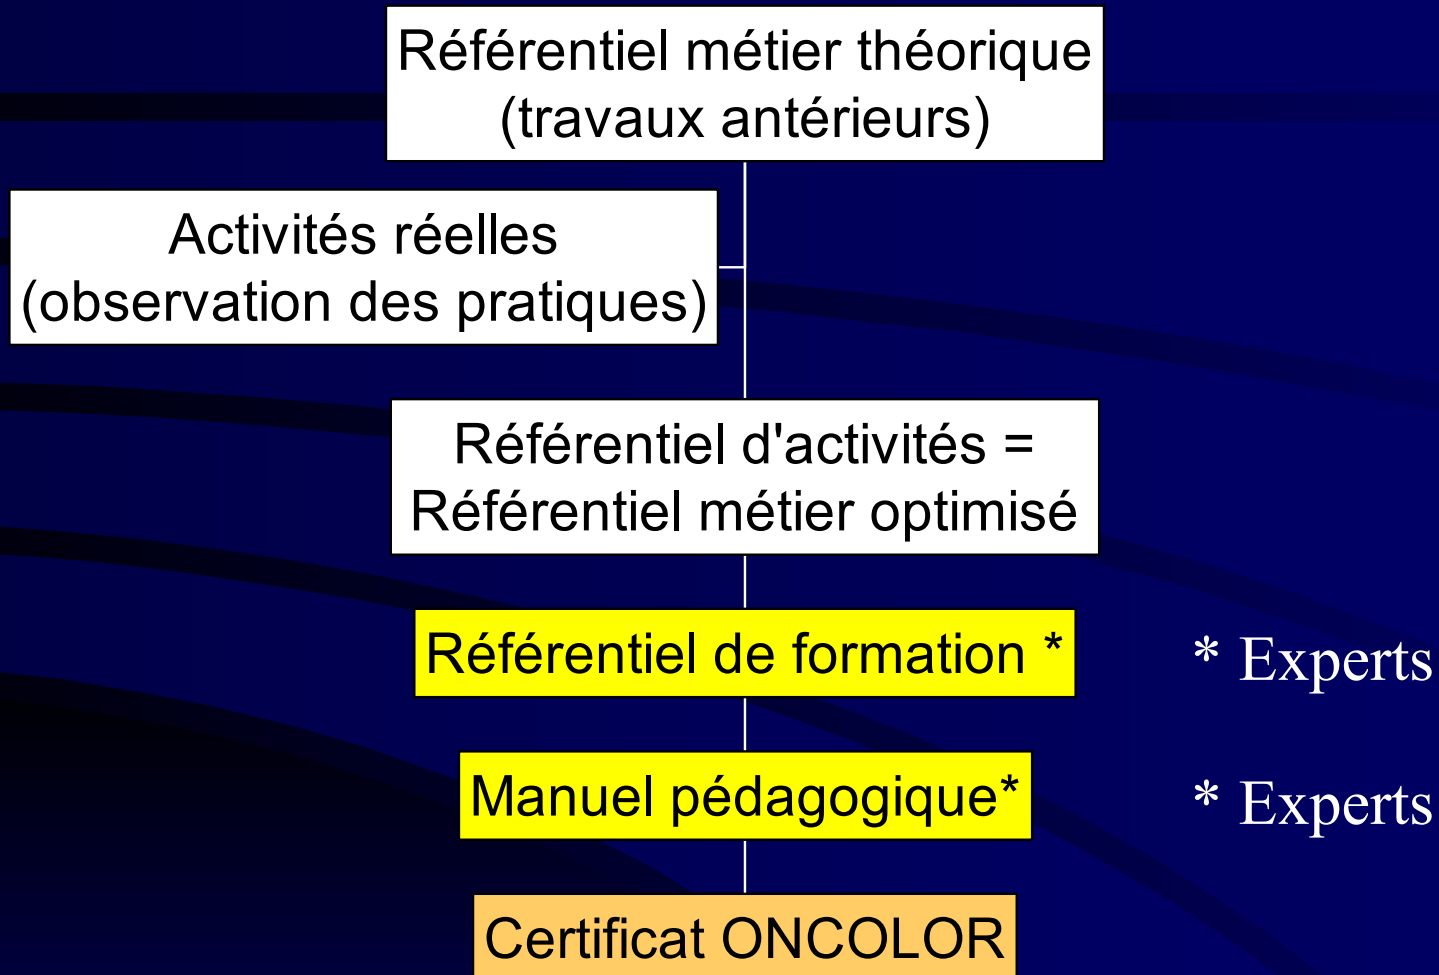 Référentiel métier théorique
(travaux antérieurs)
Activités réelles
(observation des pratiques)
Référentiel d'activités =
Référentiel métier optimisé
Référentiel de formation *
* Experts
Manuel pédagogique*
* Experts
Certificat ONCOLOR